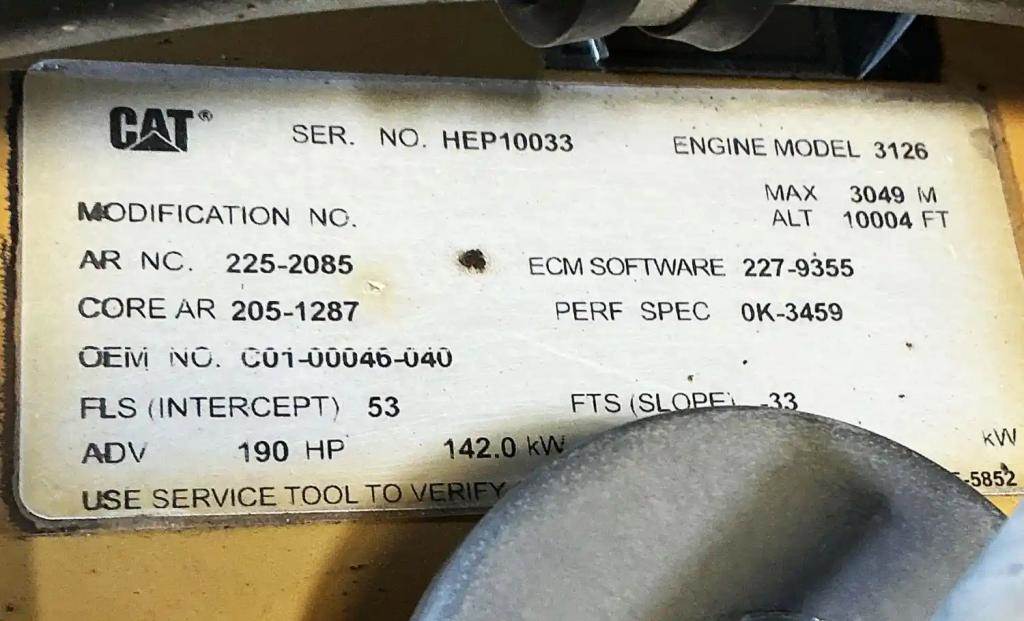 CAT® SER. NO. HEP10033 ENGINE MODEL 3126
MAX 3049 M
MODIFICATION NO. ALT 10004 FT
AR NO. 225-2085 ECM SOFTWARE 227-9355
CORE AR 205-1287 PERF SPEC 0K-3459
OEM NO. C01-00046-040
FLS (INTERCEPT) 53 FTS (SLOPE) -33
ADV 190 HP 142.0 kW kW
USE SERVICE TOOL TO VERIFY -5852